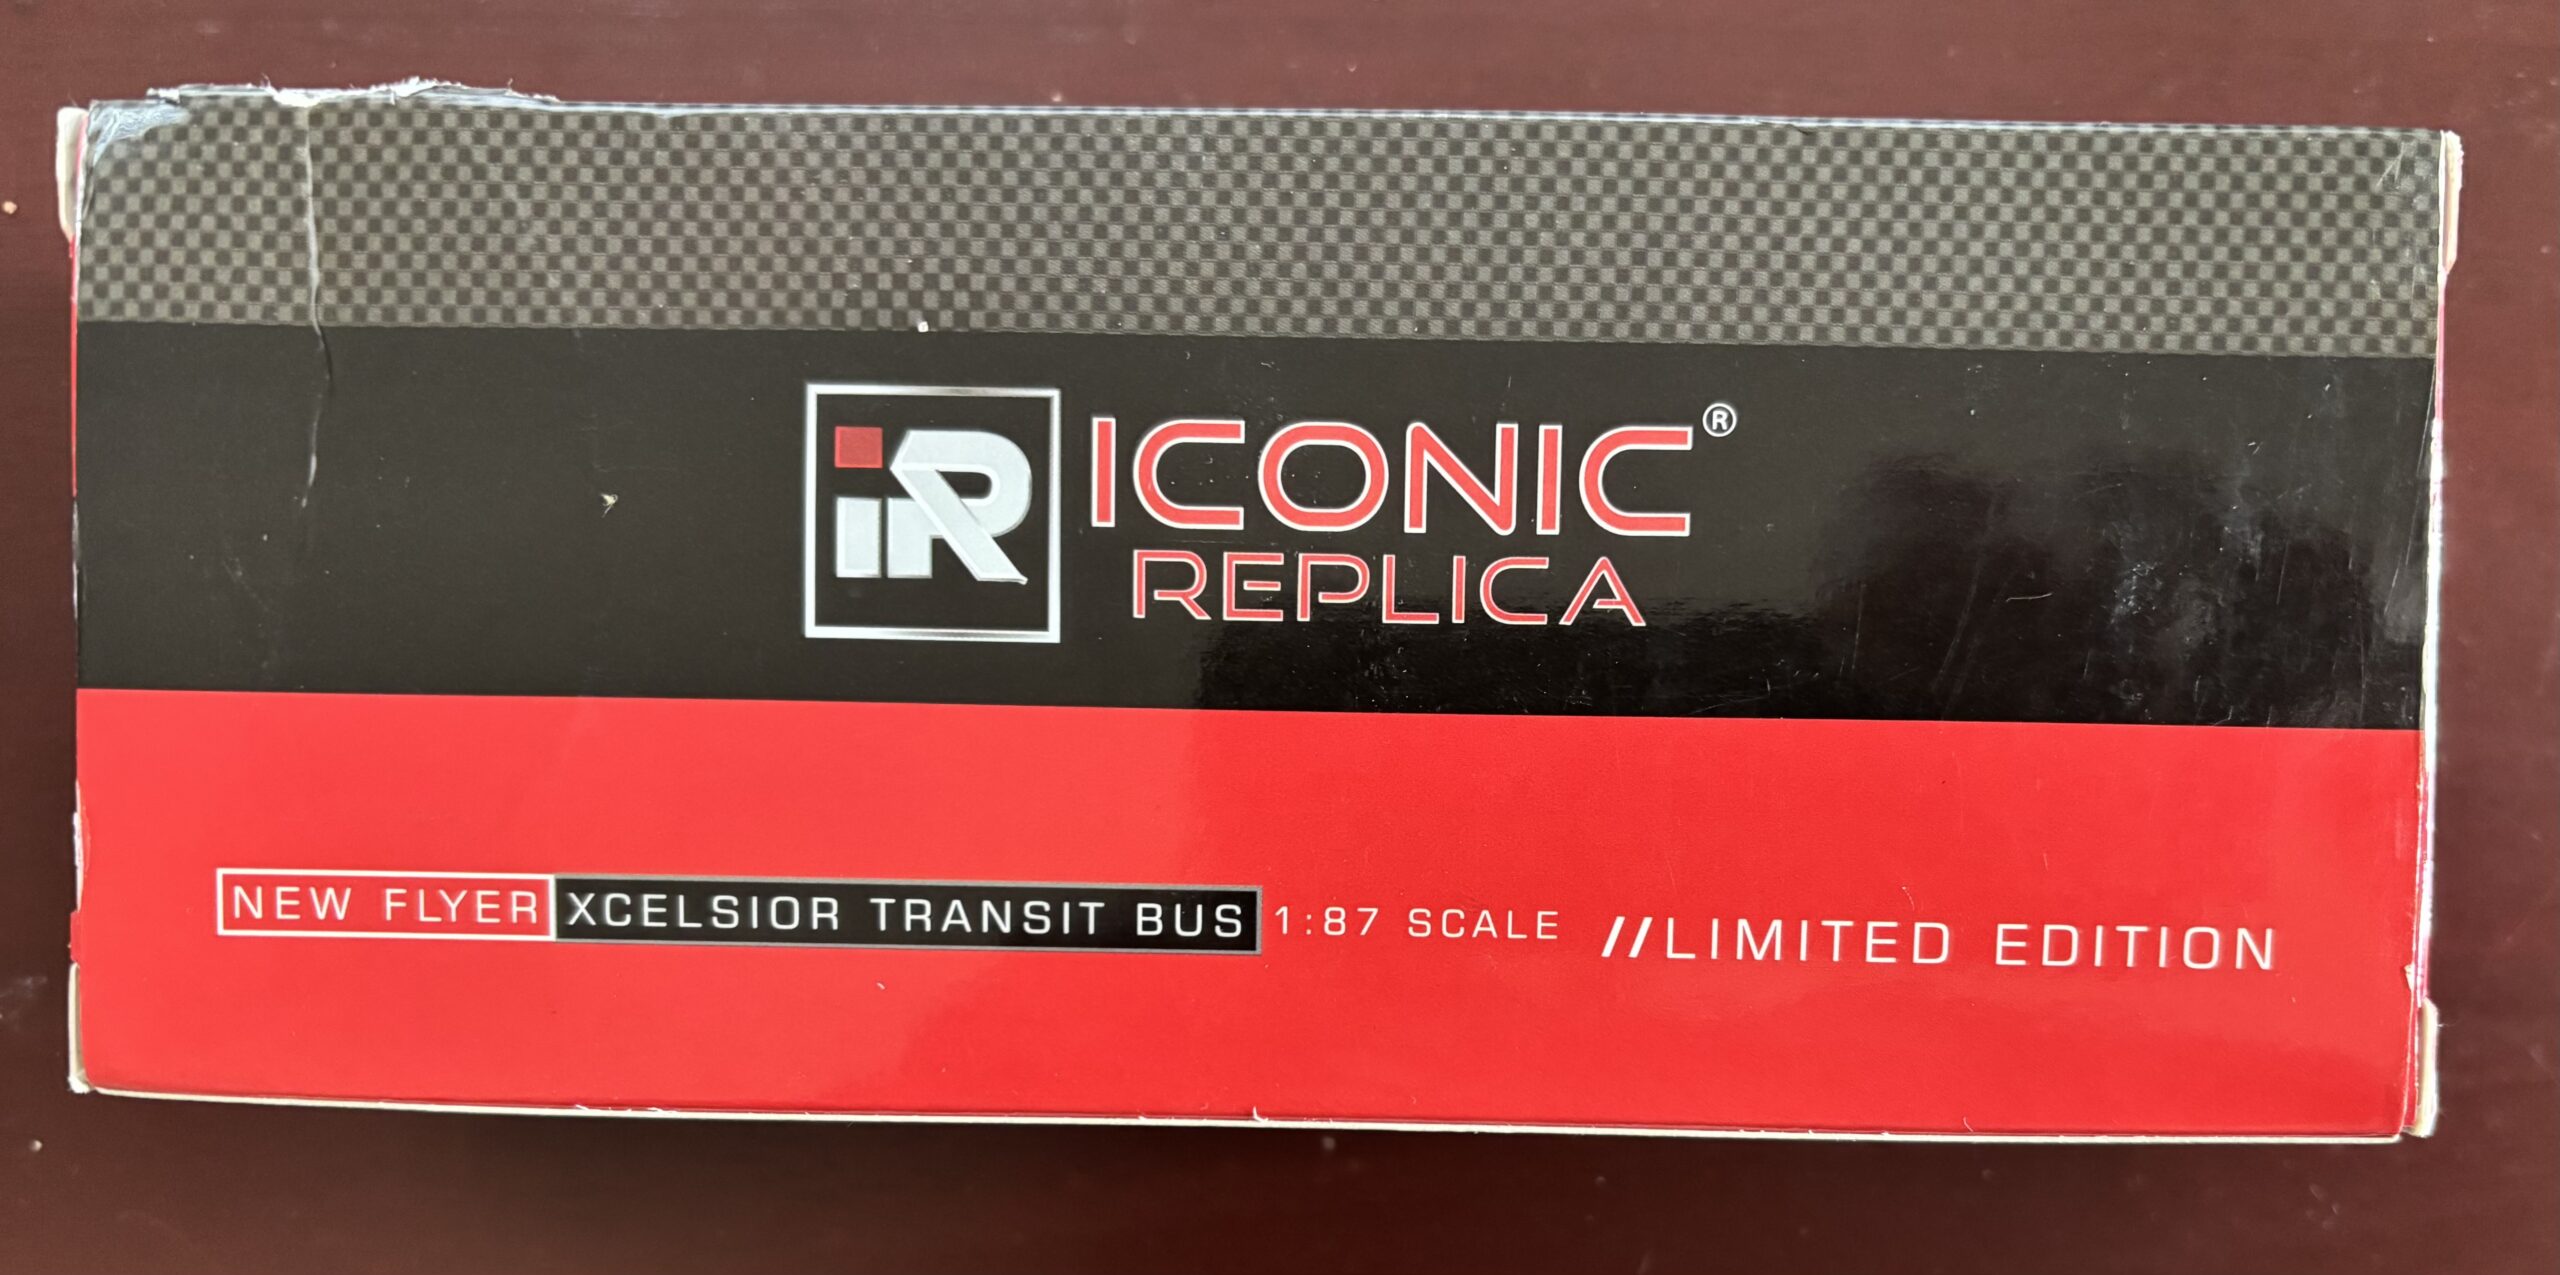 iR ICONIC®
REPLICA
NEW FLYER XCELSIOR TRANSIT BUS 1:87 SCALE //LIMITED EDITION